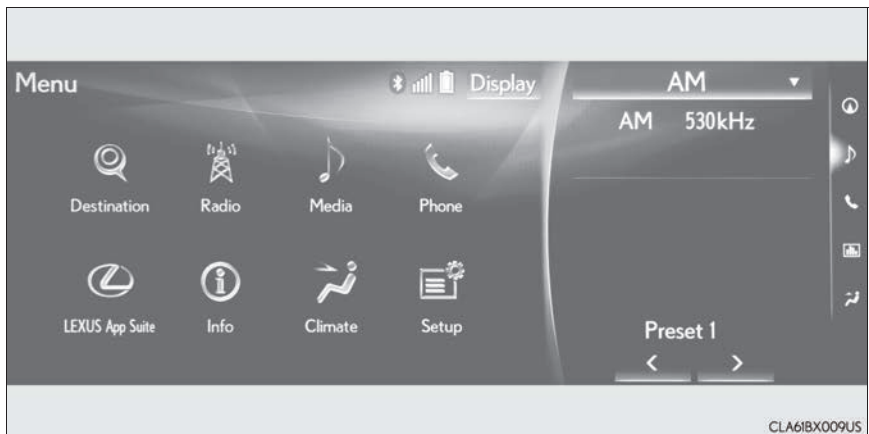 Menu
Display
AM
AM 530kHz
Destination Radio Media Phone
LEXUS App Suite Info Climate Setup
Preset 1
CLA61BX009US